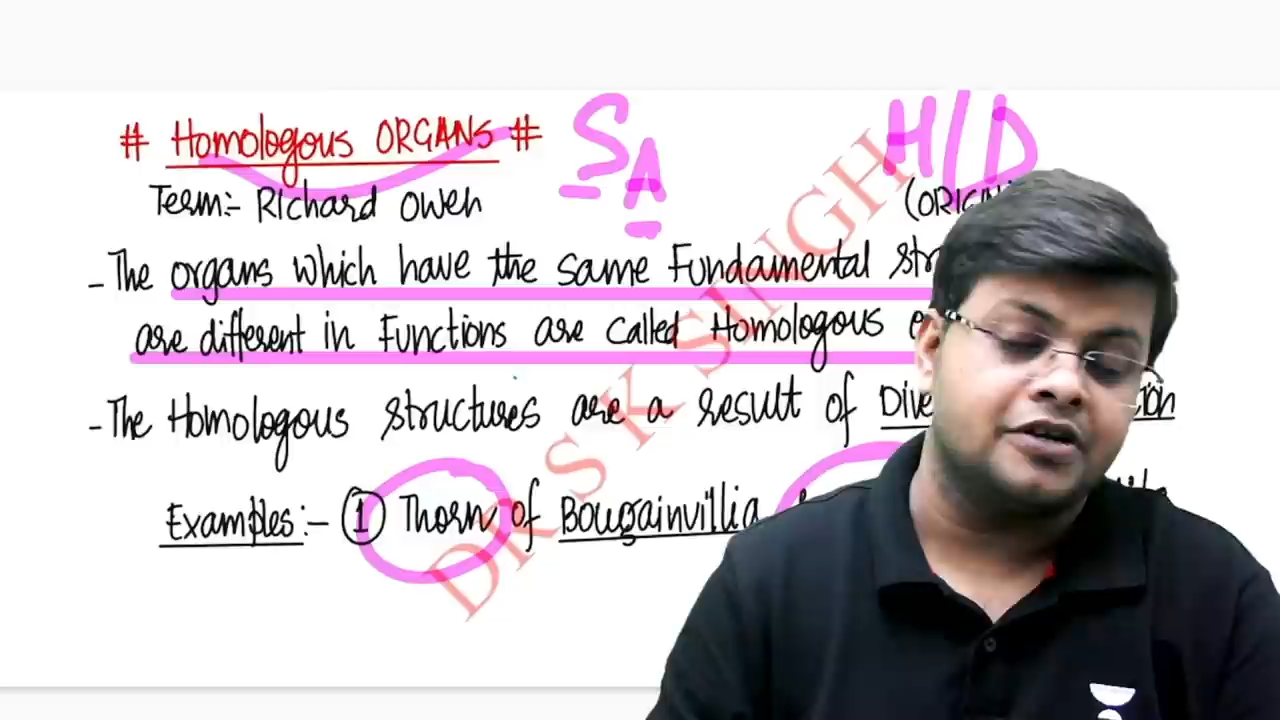 # Homologous ORGANS #
SA
H/D
Term:- Richard Owen
- The organs which have the same Fundamental
are different in Functions are called Homologous
- The Homologous structures are a result of
Examples:- ① Thorn of Bougainvillia
DR S K SINGH